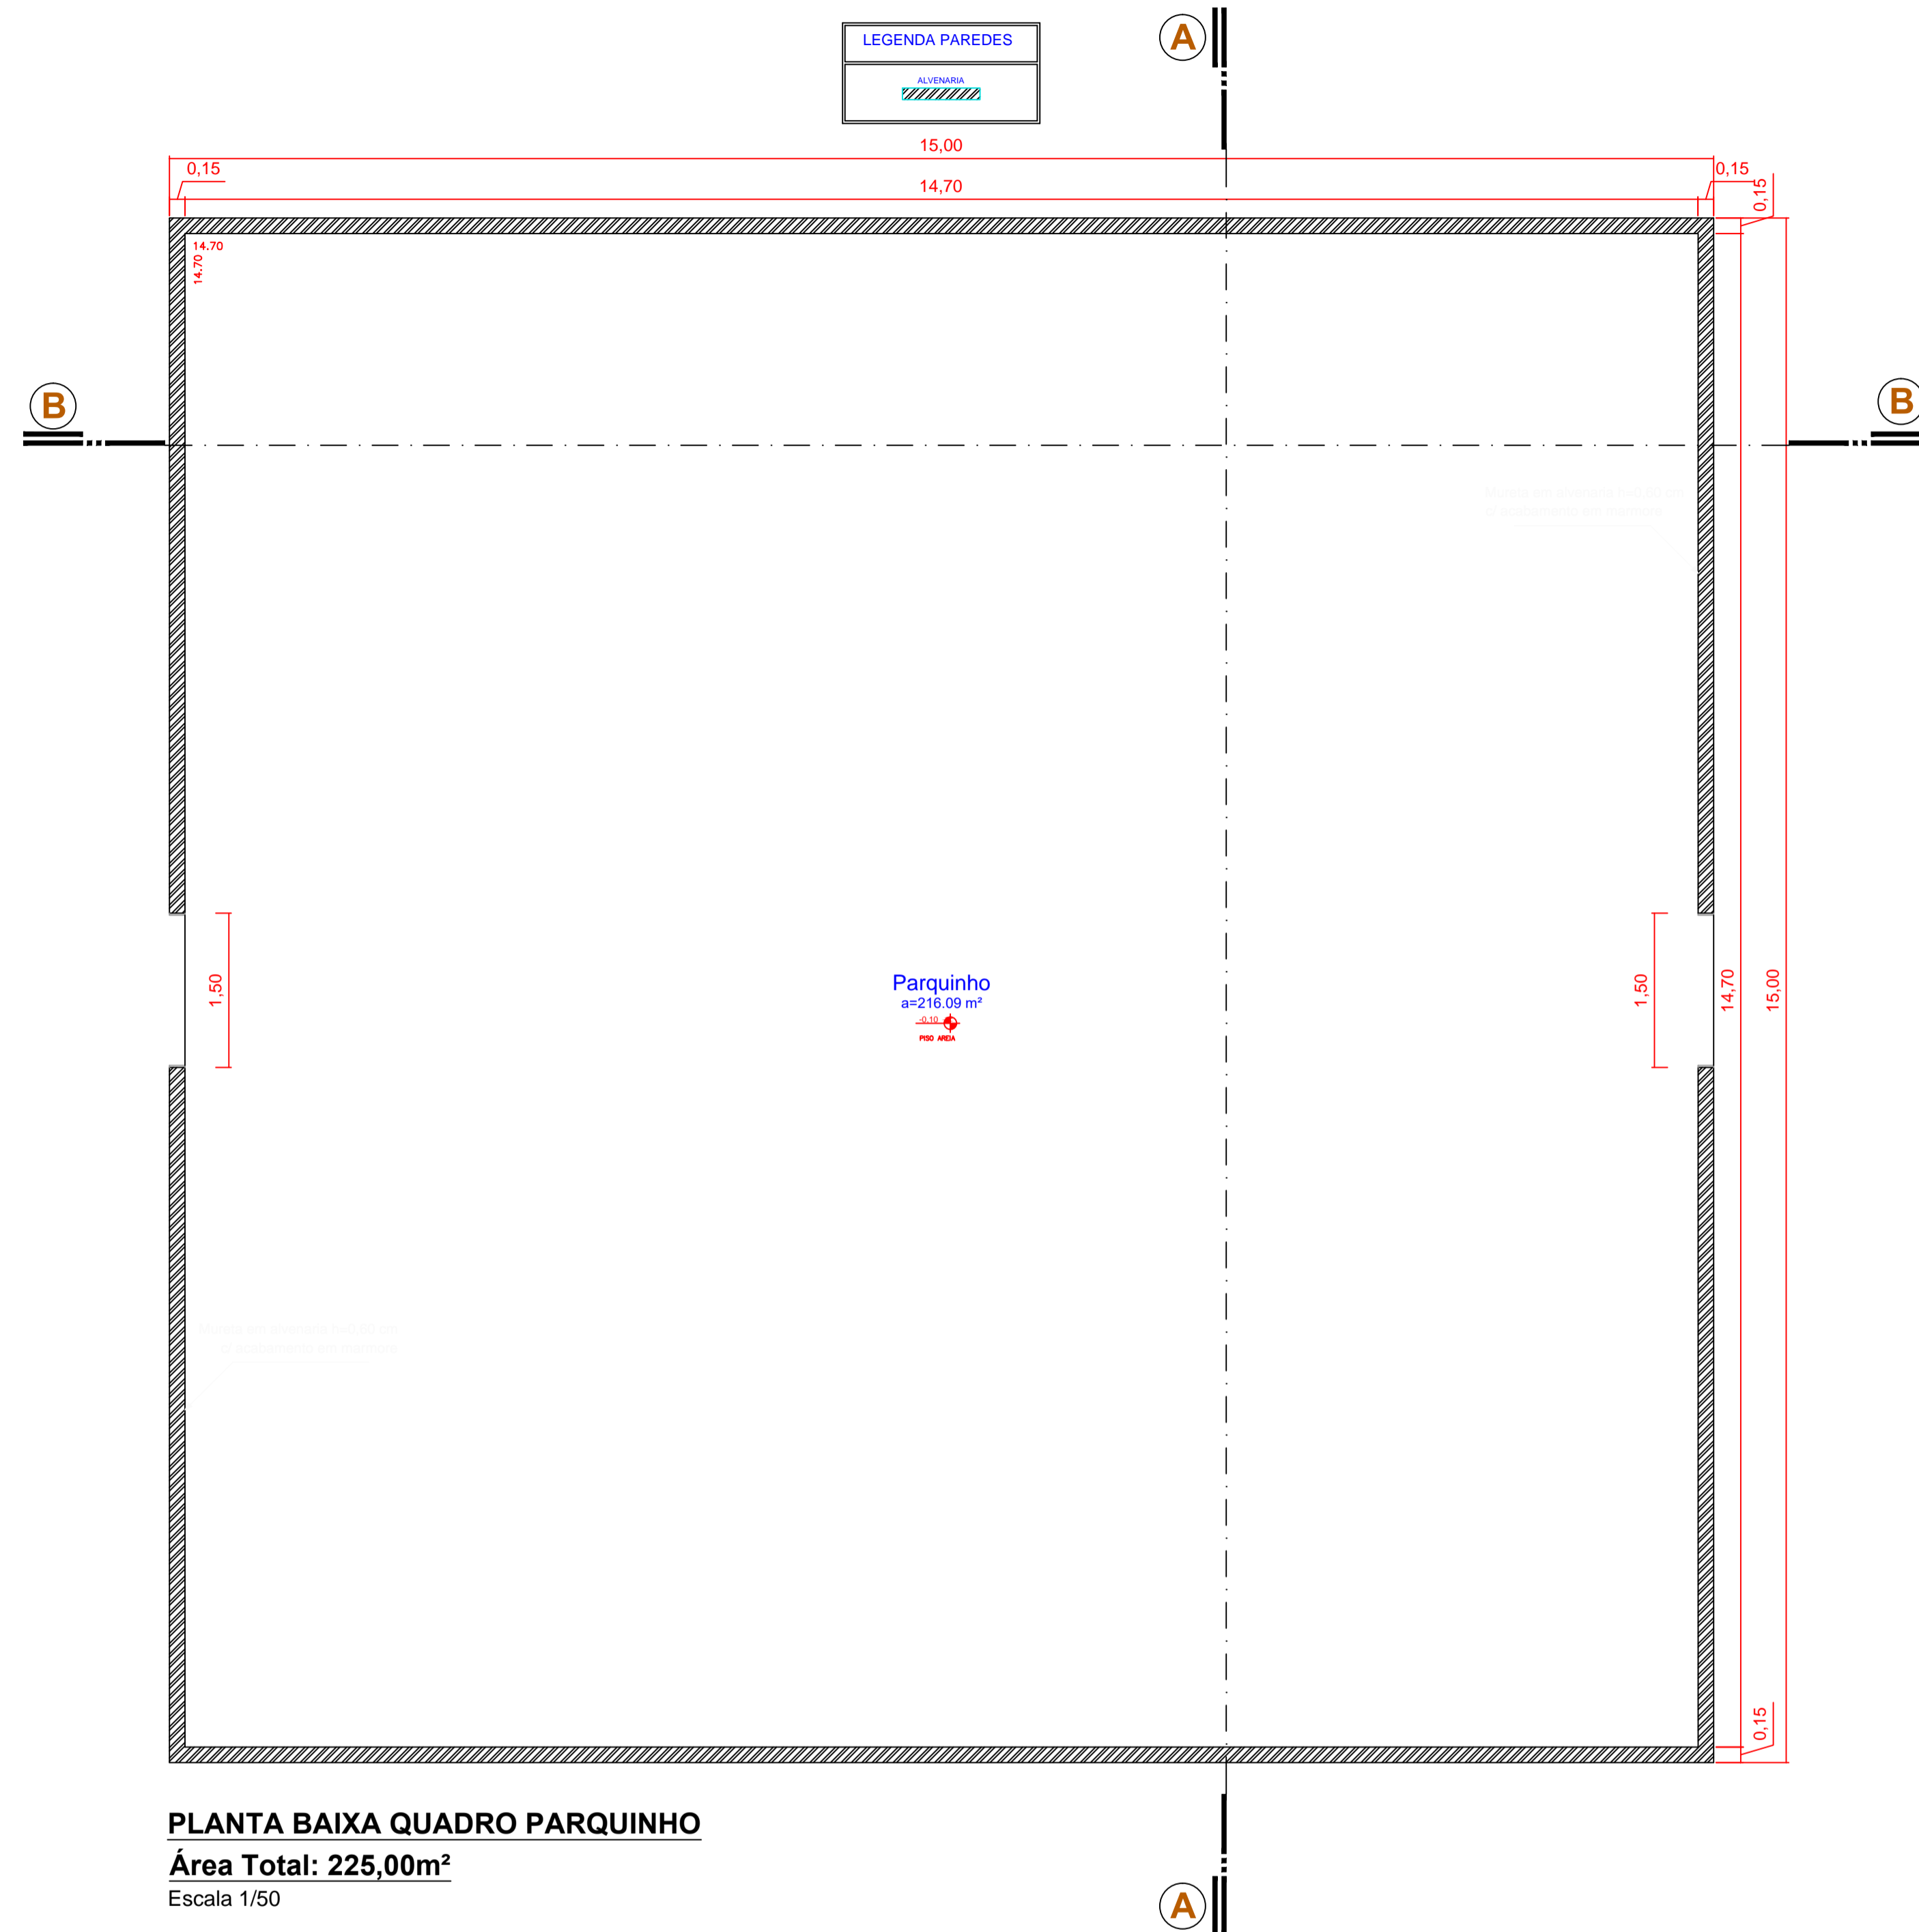 LEGENDA PAREDES
A
ALVENARIA
15,00
0,15
14,70
0,15
0,15
14.70
14.70
B
B
1,50
Parquinho
a=216.09 m²
-0.10
PISO AREIA
1,50
14,70
15,00
0,15
PLANTA BAIXA QUADRO PARQUINHO
Área Total: 225,00m²
Escala 1/50
A